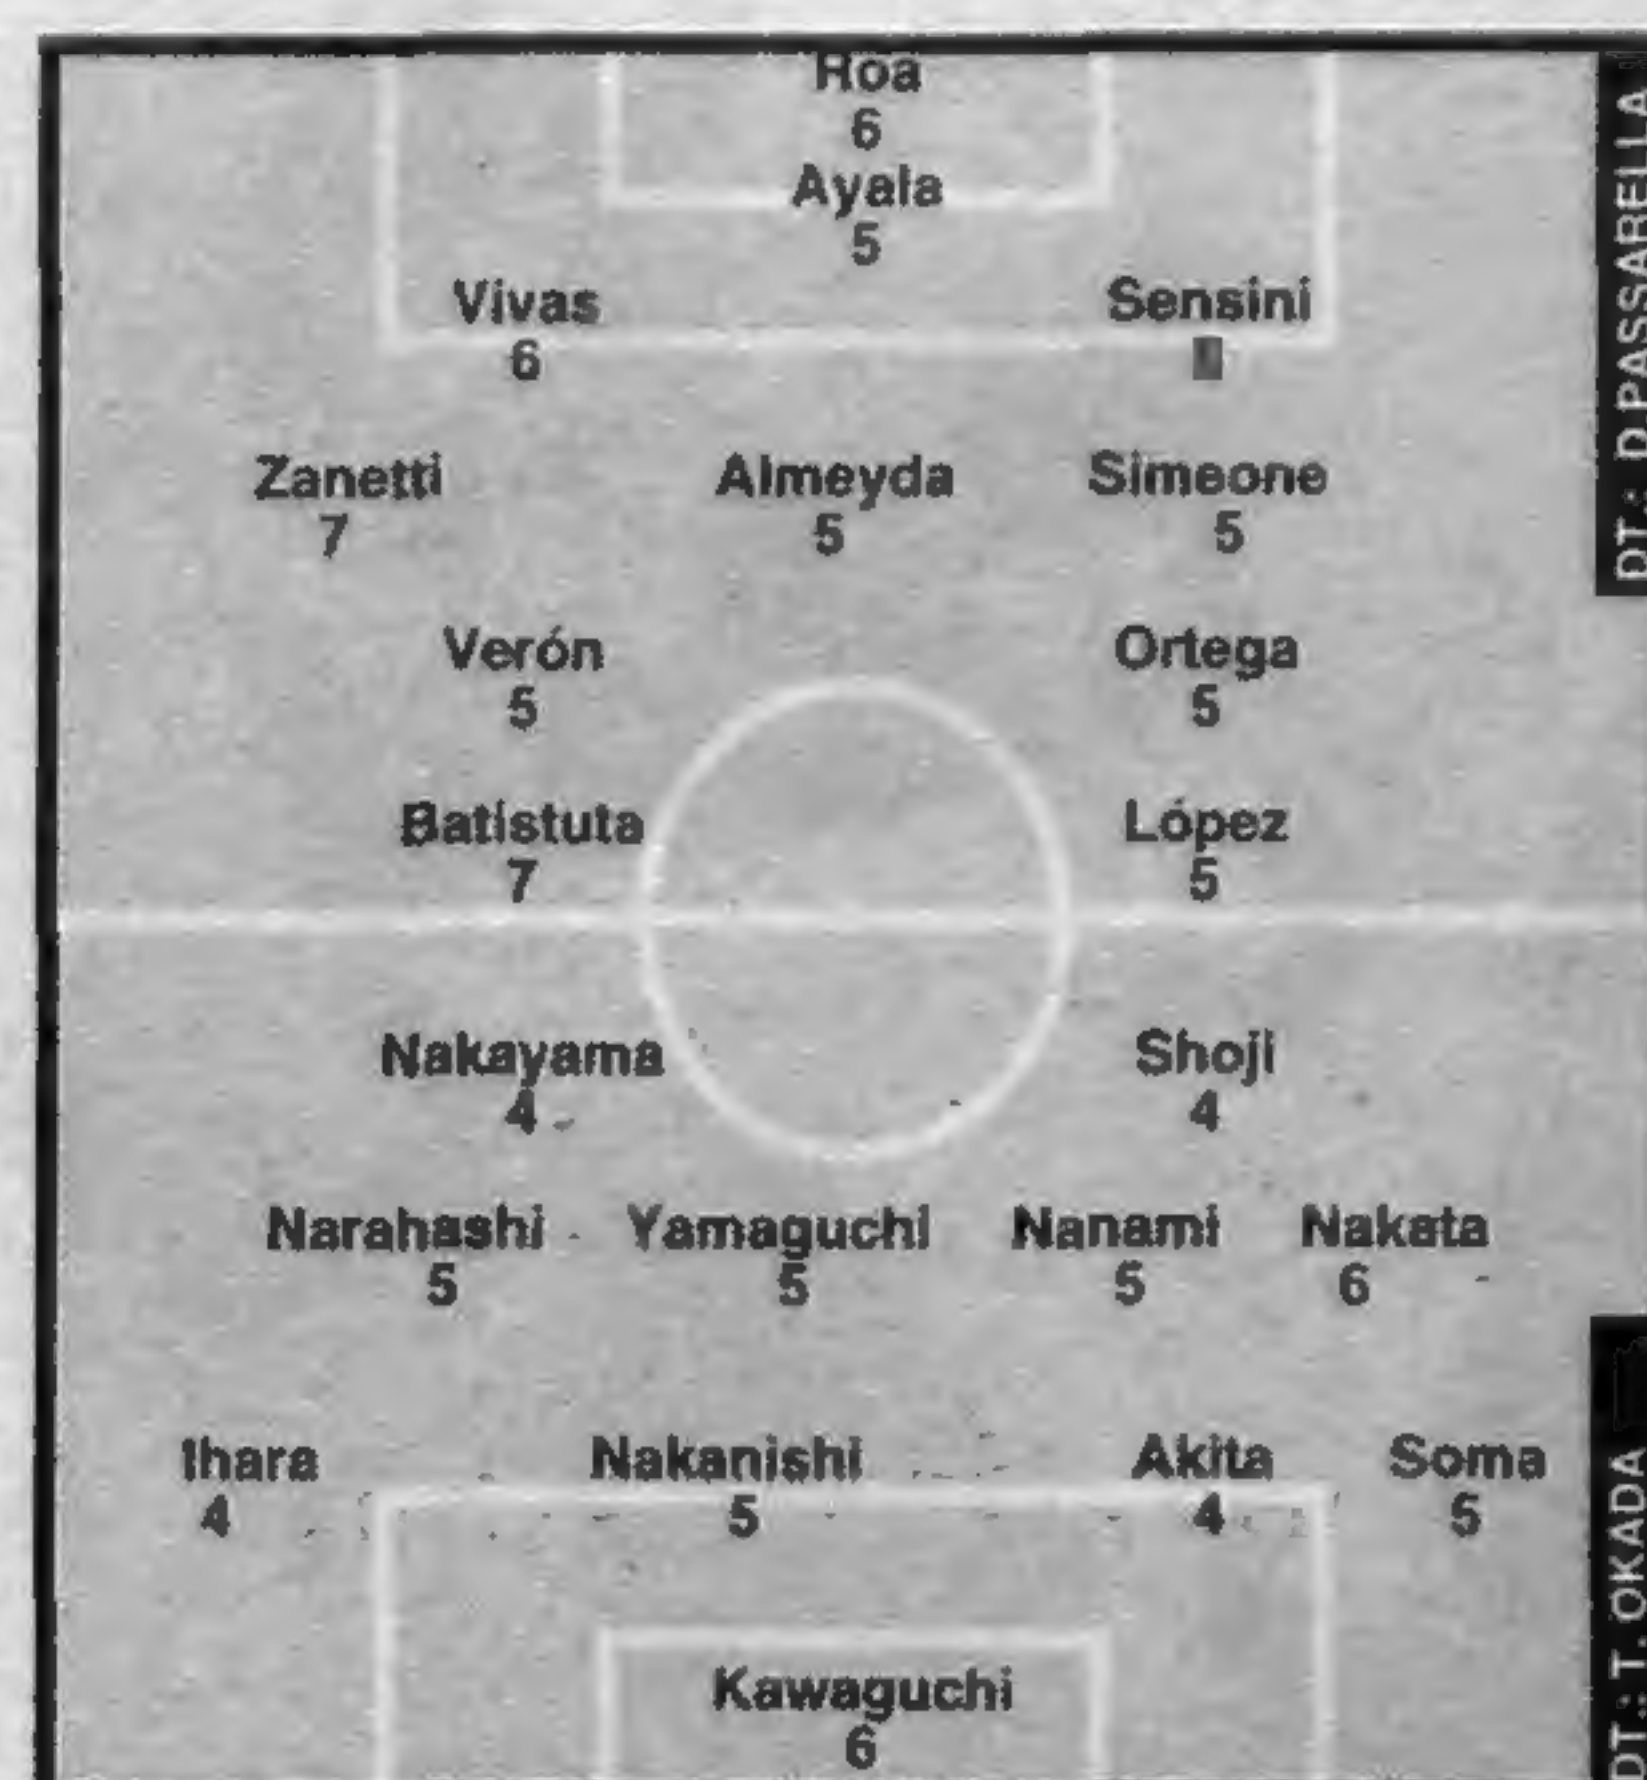 Roa
6
Ayala
5
Vivas Sensini
6
Zanetti Almeyda Simeone
7 5 5
Verón Ortega
5 5
Batistuta López
7 5
Nakayama Shoji
4 4
Narahashi Yamaguchi Nanami Nakata
5 5 5 6
Ihara Nakanishi Akita Soma
4 5 4 5
Kawaguchi
6
DT.: D.PASSARELLA
DT.: T. OKADA